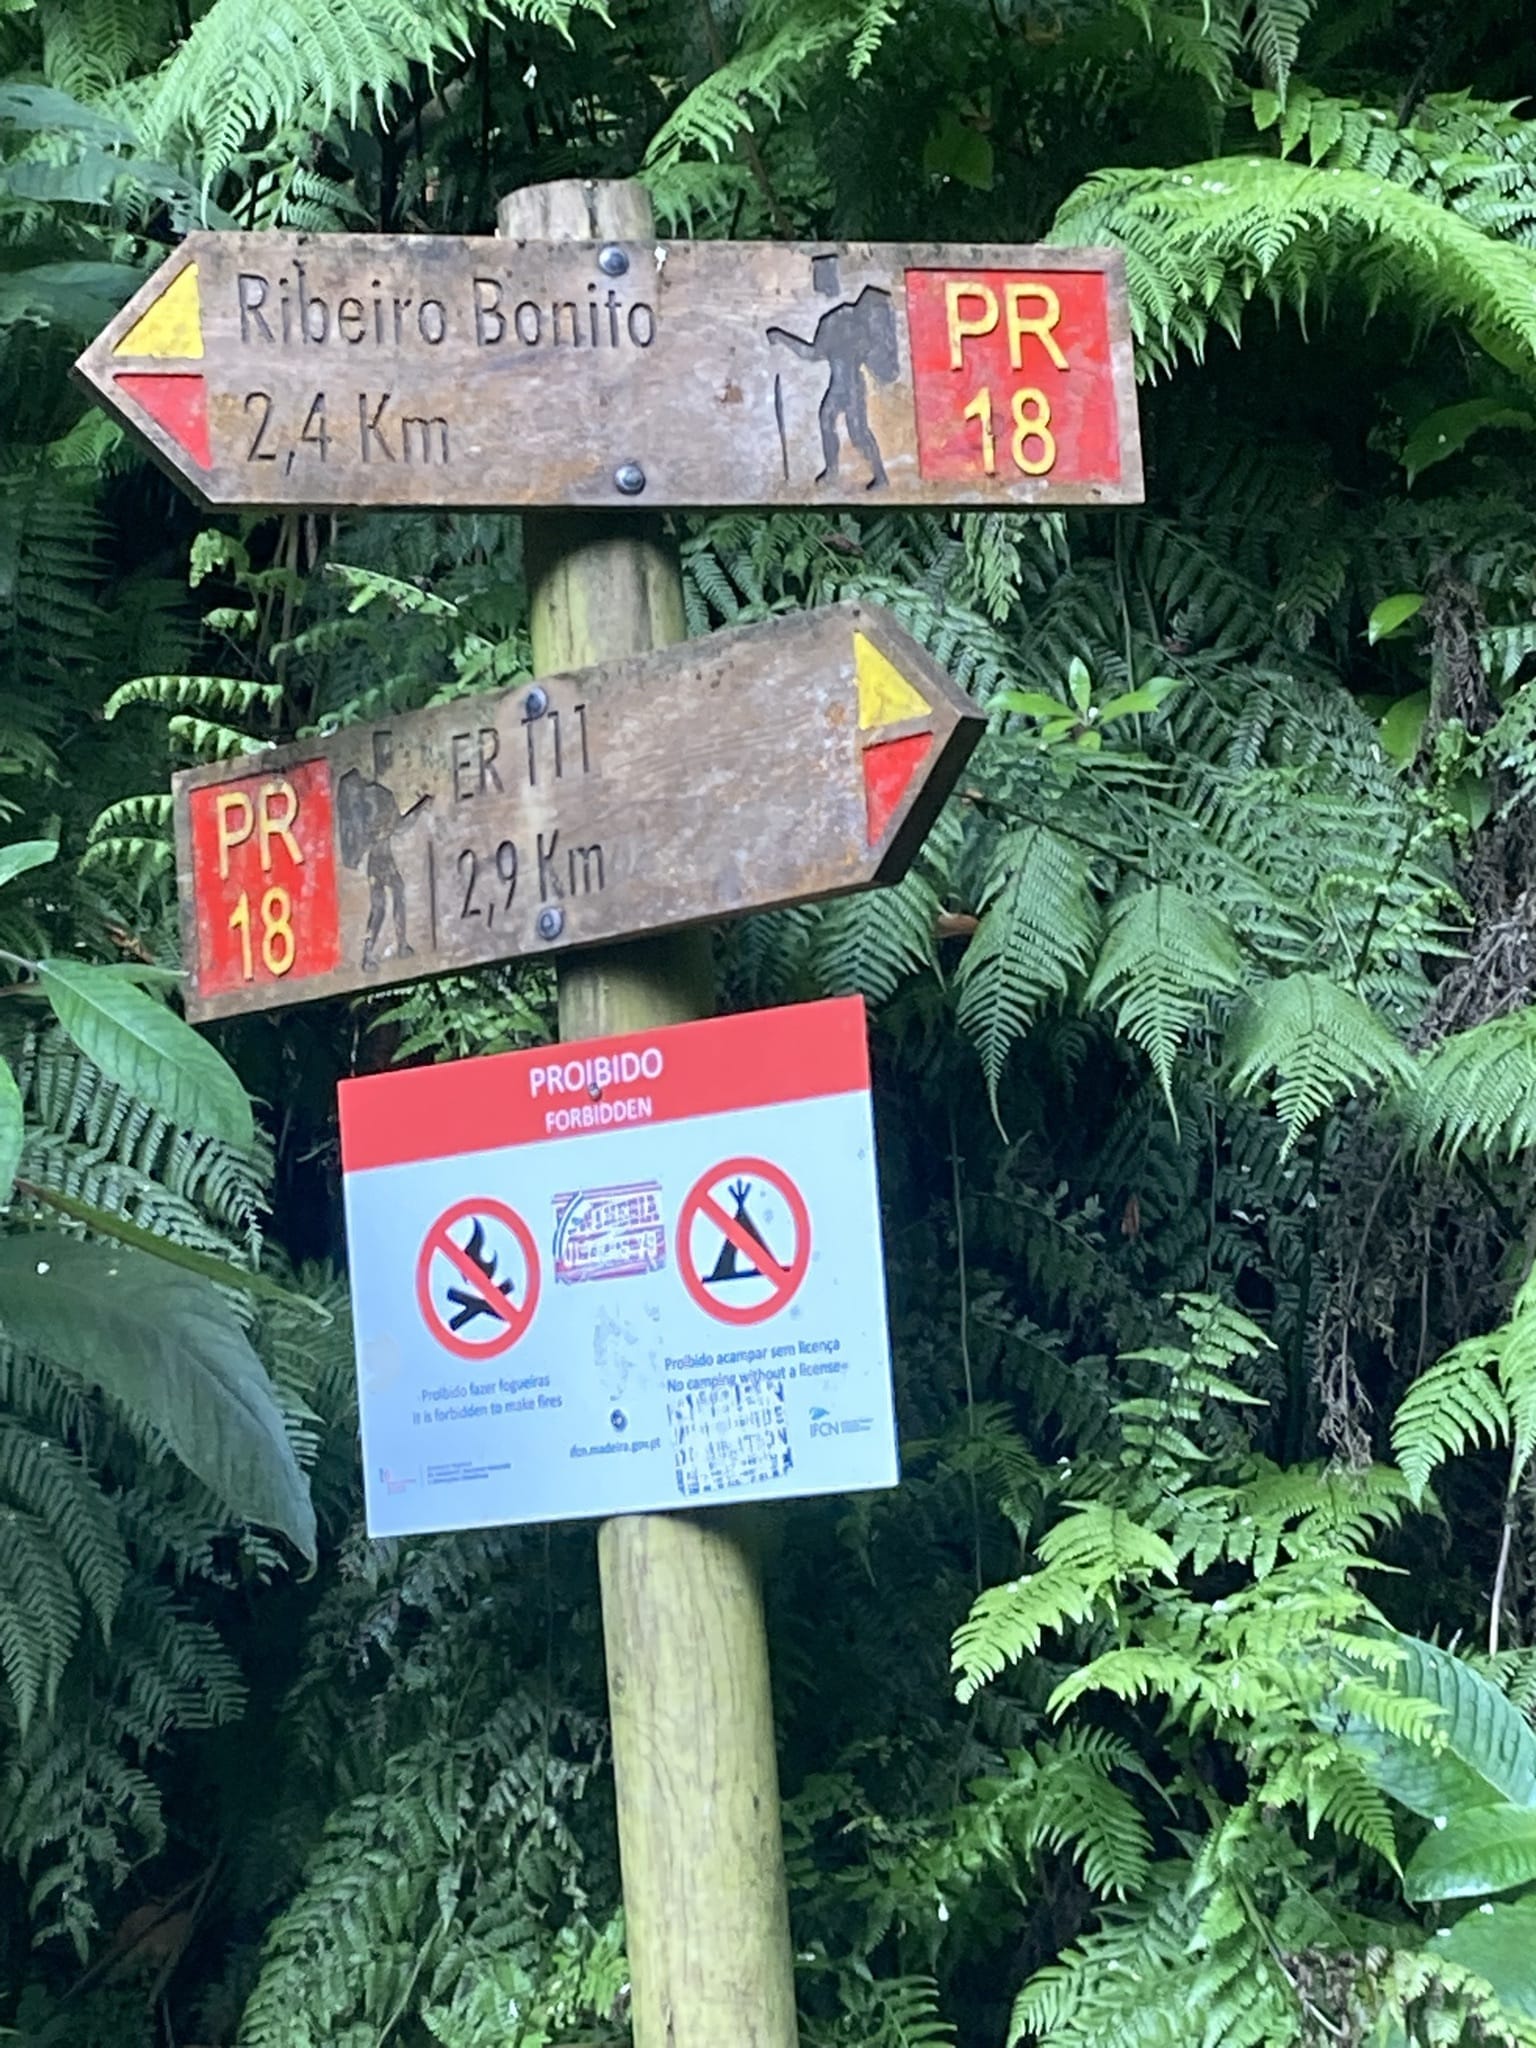 Ribeiro Bonito
2,4 Km
PR
18
PR
18
ER 111
2,9 Km
PROIBIDO
FORBIDDEN
Proibido fazer fogueiras
It is forbidden to make fires
Proibido acampar sem licença
No camping without a license
ifcn.madeira.gov.pt
IFCN